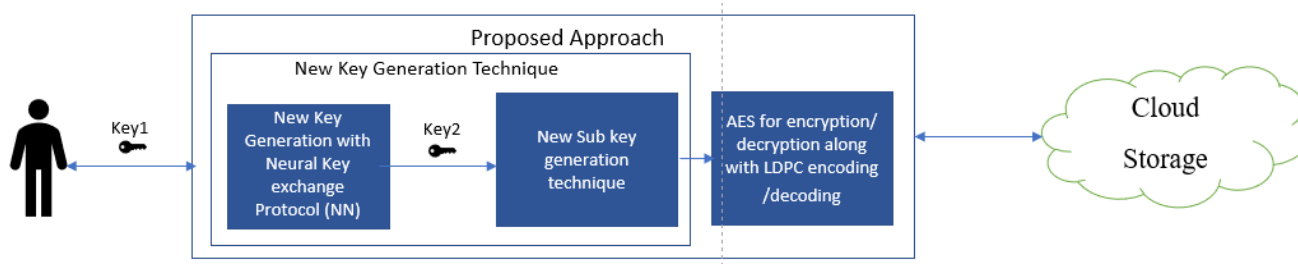 Proposed Approach
New Key Generation Technique
Key1
New Key
Generation with
Neural Key
exchange
Protocol (NN)
Key2
New Sub key
generation
technique
AES for encryption/
decryption along
with LDPC encoding
/decoding
Cloud
Storage